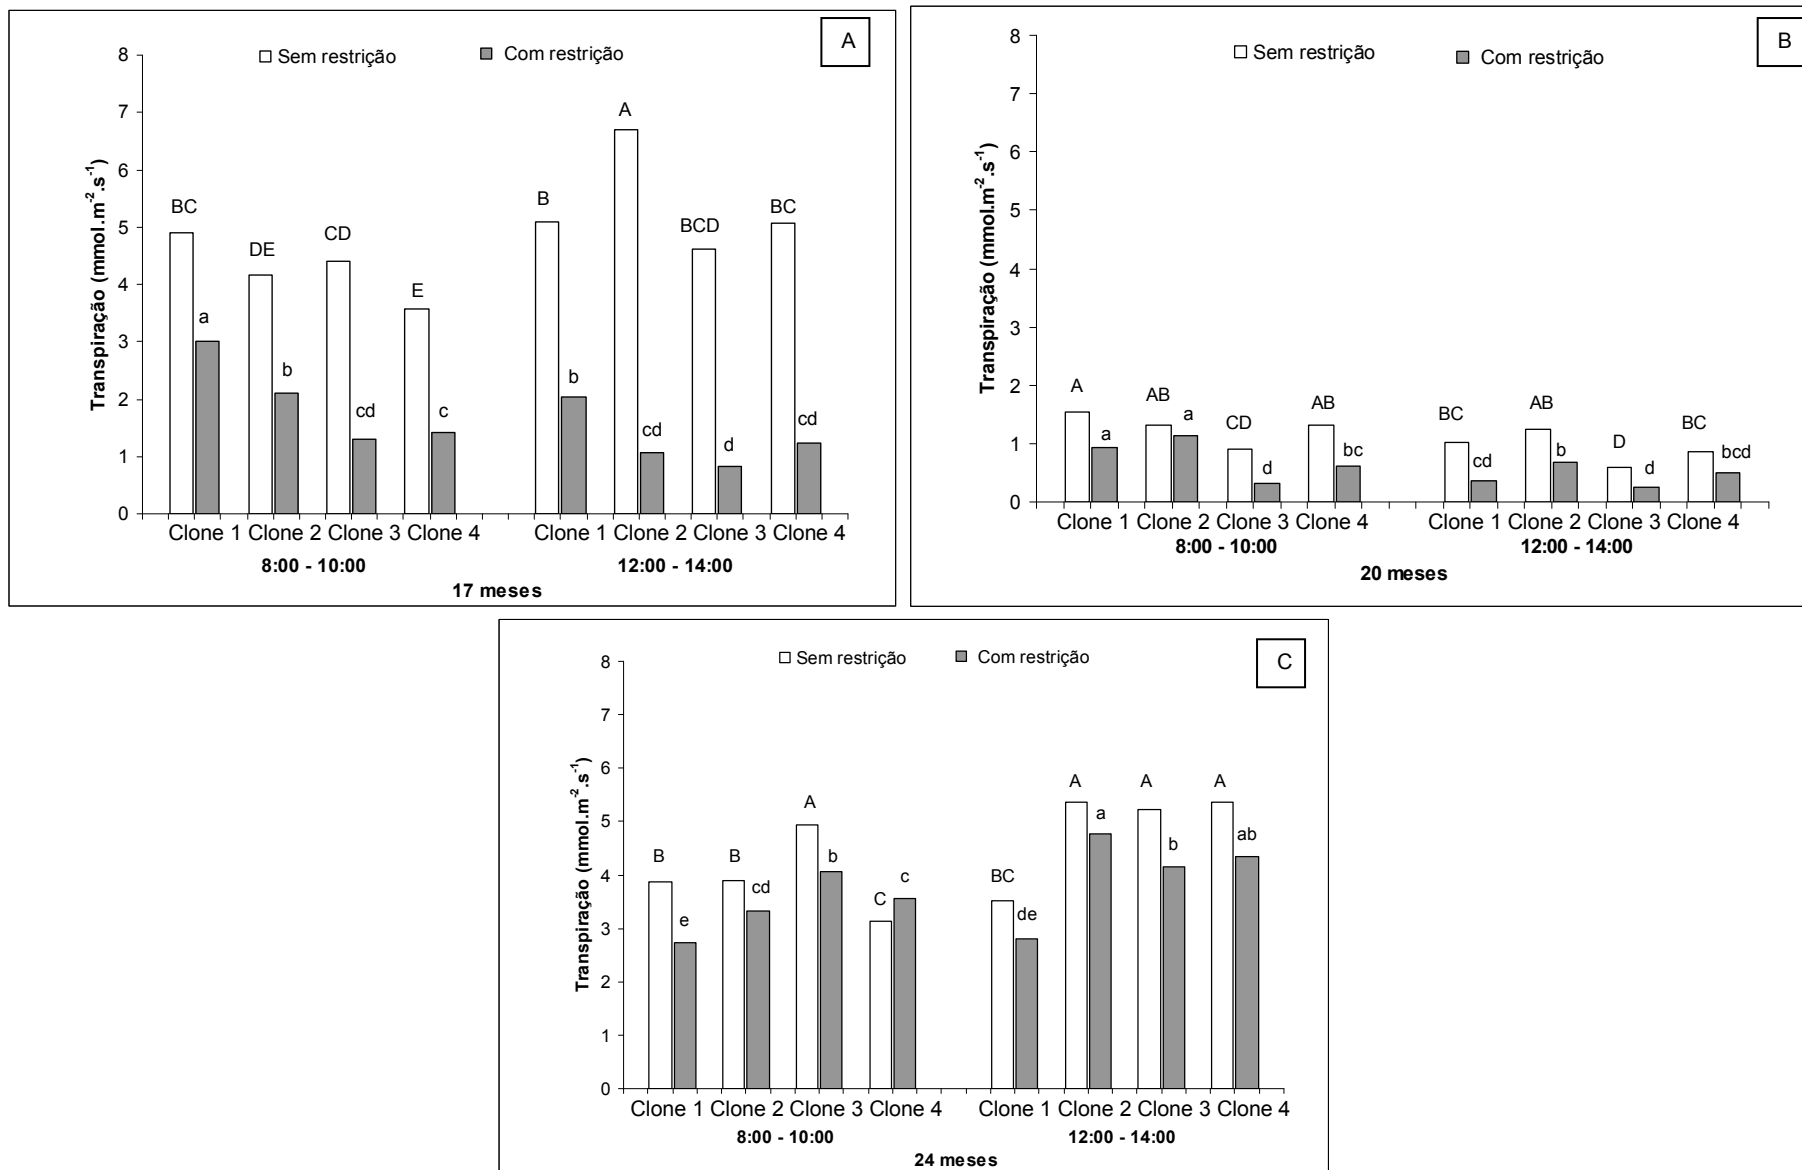 A
Sem restrição
Com restrição
Transpiração (mmol.m-2.s-1)
8
7
6
5
4
3
2
1
0
BC
a
DE
b
CD
cd
E
c
B
b
A
cd
BCD
d
BC
cd
Clone 1 Clone 2 Clone 3 Clone 4 Clone 1 Clone 2 Clone 3 Clone 4
8:00 - 10:00 12:00 - 14:00
17 meses
B
Sem restrição
Com restrição
Transpiração (mmol.m-2.s-1)
8
7
6
5
4
3
2
1
0
A
a
AB
a
CD
d
AB
bc
BC
cd
AB
b
D
d
BC
bcd
Clone 1 Clone 2 Clone 3 Clone 4 Clone 1 Clone 2 Clone 3 Clone 4
8:00 - 10:00 12:00 - 14:00
20 meses
C
Sem restrição
Com restrição
Transpiração (mmol.m-2.s-1)
8
7
6
5
4
3
2
1
0
B
e
B
cd
A
b
C
c
BC
de
A
a
A
b
A
ab
Clone 1 Clone 2 Clone 3 Clone 4 Clone 1 Clone 2 Clone 3 Clone 4
8:00 - 10:00 12:00 - 14:00
24 meses